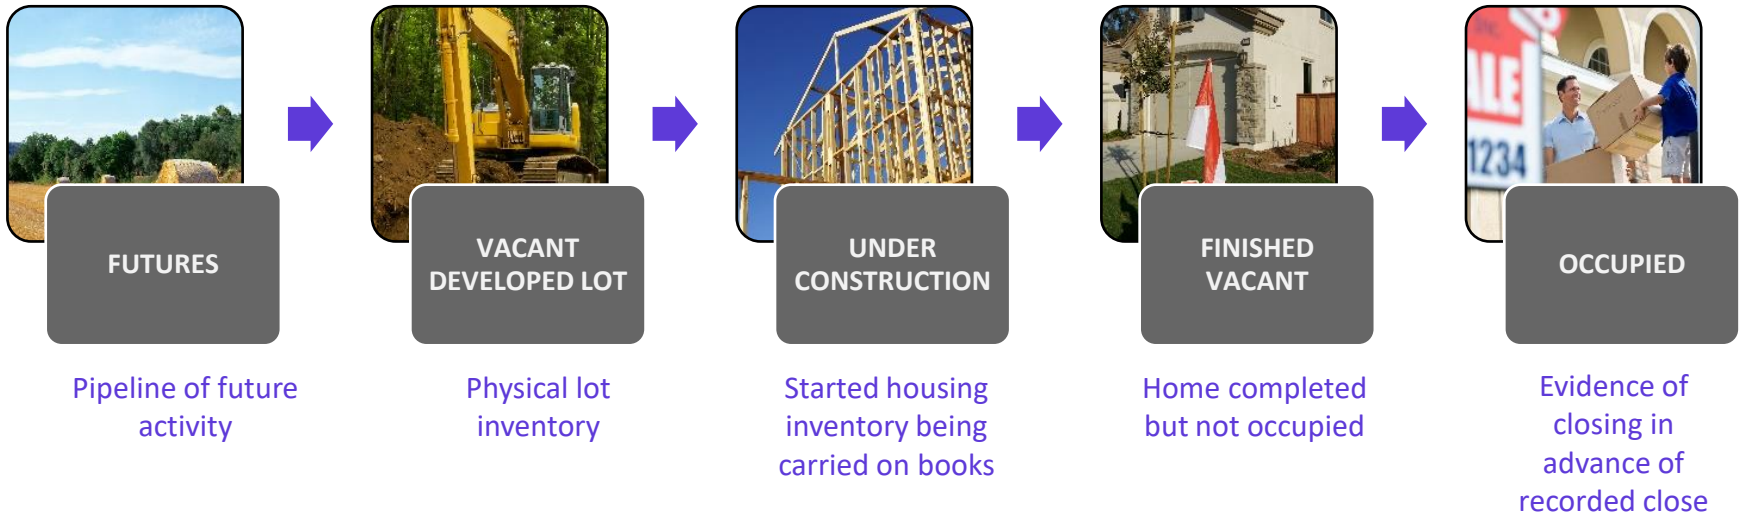 ALE
1234
FUTURES
VACANT
DEVELOPED LOT
UNDER
CONSTRUCTION
FINISHED
VACANT
OCCUPIED
Pipeline of future
activity
Physical lot
inventory
Started housing
inventory being
carried on books
Home completed
but not occupied
Evidence of
closing in
advance of
recorded close